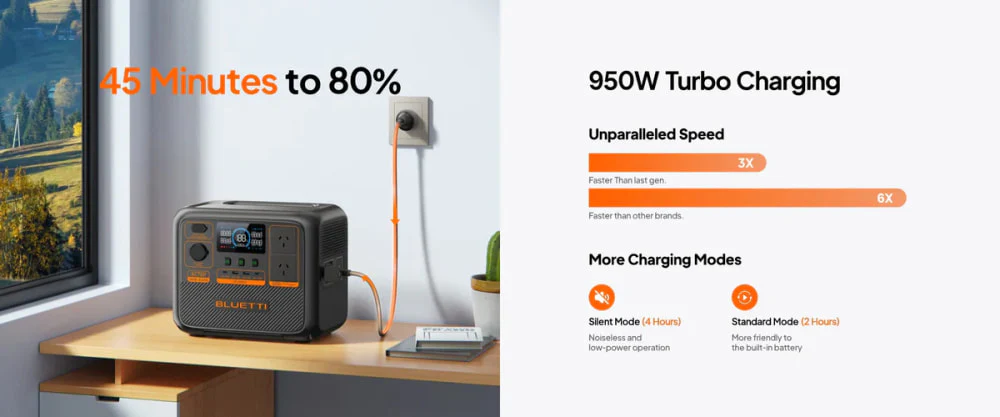 45 Minutes to 80%
BLUETTI
950W Turbo Charging
Unparalleled Speed
3X
Faster Than last gen.
6X
Faster than other brands.
More Charging Modes
Silent Mode (4 Hours)
Noiseless and
low-power operation
Standard Mode (2 Hours)
More friendly to
the built-in battery